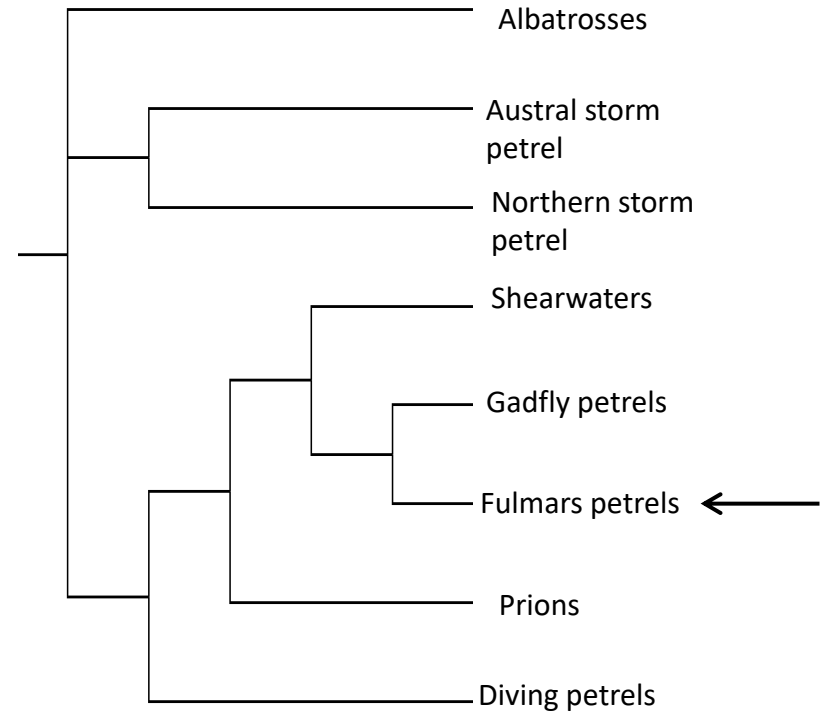 Albatrosses
Austral storm
petrel
Northern storm
petrel
Shearwaters
Gadfly petrels
Fulmars petrels
Prions
Diving petrels